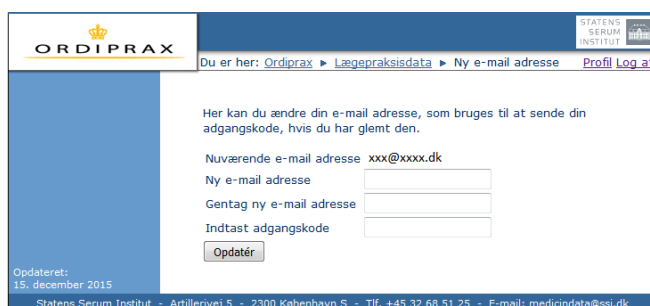 ORDIPRAX
STATENS
SERUM
INSTITUT
Du er her: Ordiprax ► Lægepraksisdata ► Ny e-mail adresse Profil Log af
Her kan du ændre din e-mail adresse, som bruges til at sende din
adgangskode, hvis du har glemt den.
Nuværende e-mail adresse xxx@xxxx.dk
Ny e-mail adresse
Gentag ny e-mail adresse
Indtast adgangskode
Opdatér
Opdateret:
15. december 2015
Statens Serum Institut - Artillerivej 5 - 2300 København S - Tlf. +45 32 68 51 25 - E-mail: medicindata@ssi.dk